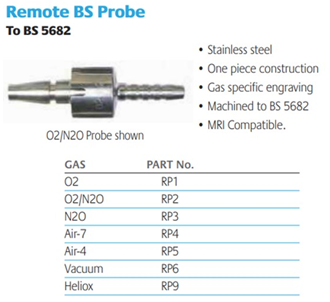 Remote BS Probe
To BS 5682
• Stainless steel
• One piece construction
• Gas specific engraving
• Machined to BS 5682
• MRI Compatible.
O2/N2O Probe shown
GAS PART No.
O2 RP1
O2/N2O RP2
N2O RP3
Air-7 RP4
Air-4 RP5
Vacuum RP6
Heliox RP9